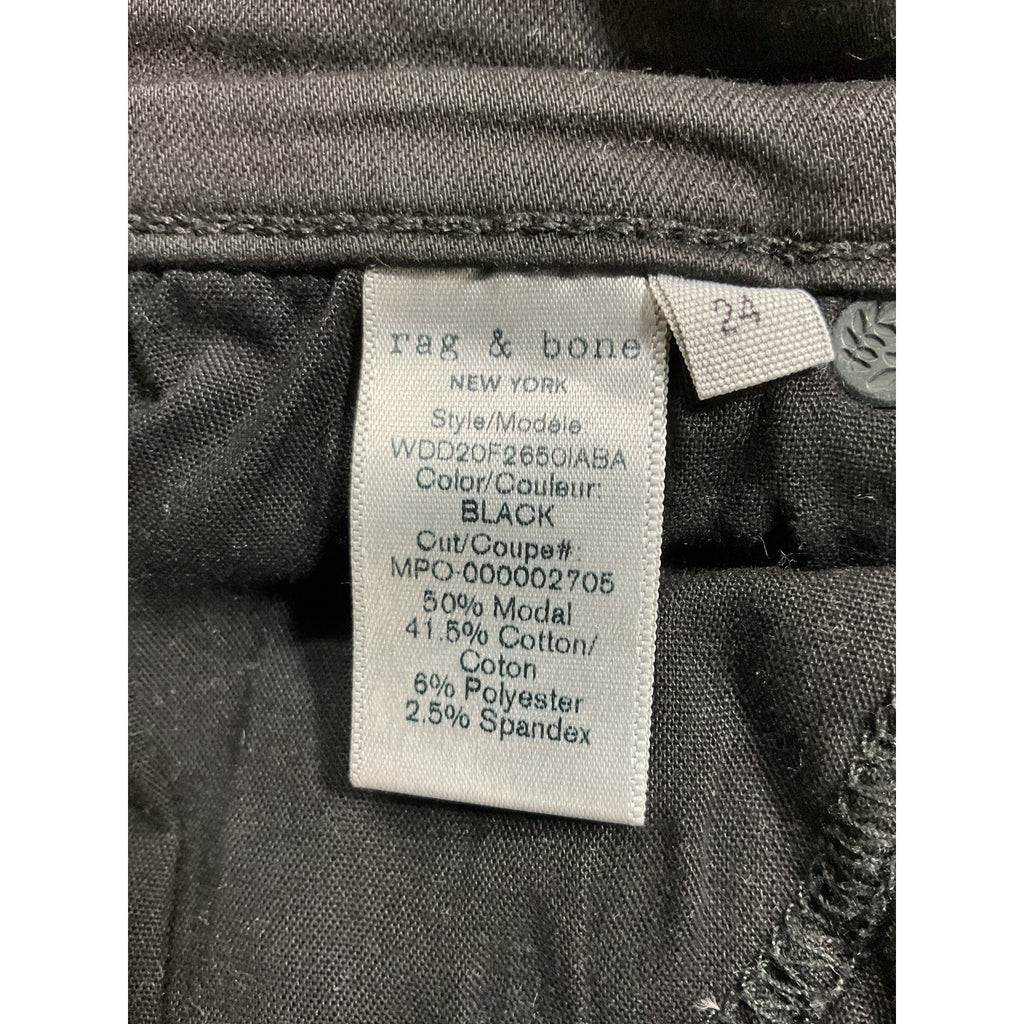 rag & bone
NEW YORK
Style/Modèle
WDD20F2650IABA
Color/Couleur:
BLACK
Cut/Coupe#:
MPO-000002705
50% Modal
41.5% Cotton/
Coton
6% Polyester
2.5% Spandex
24